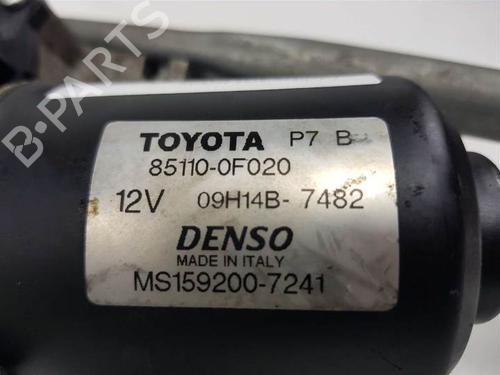 TOYOTA P7 B
85110-0F020
12V 09H14B- 7482
DENSO
MADE IN ITALY
MS159200-7241
B-PARTS